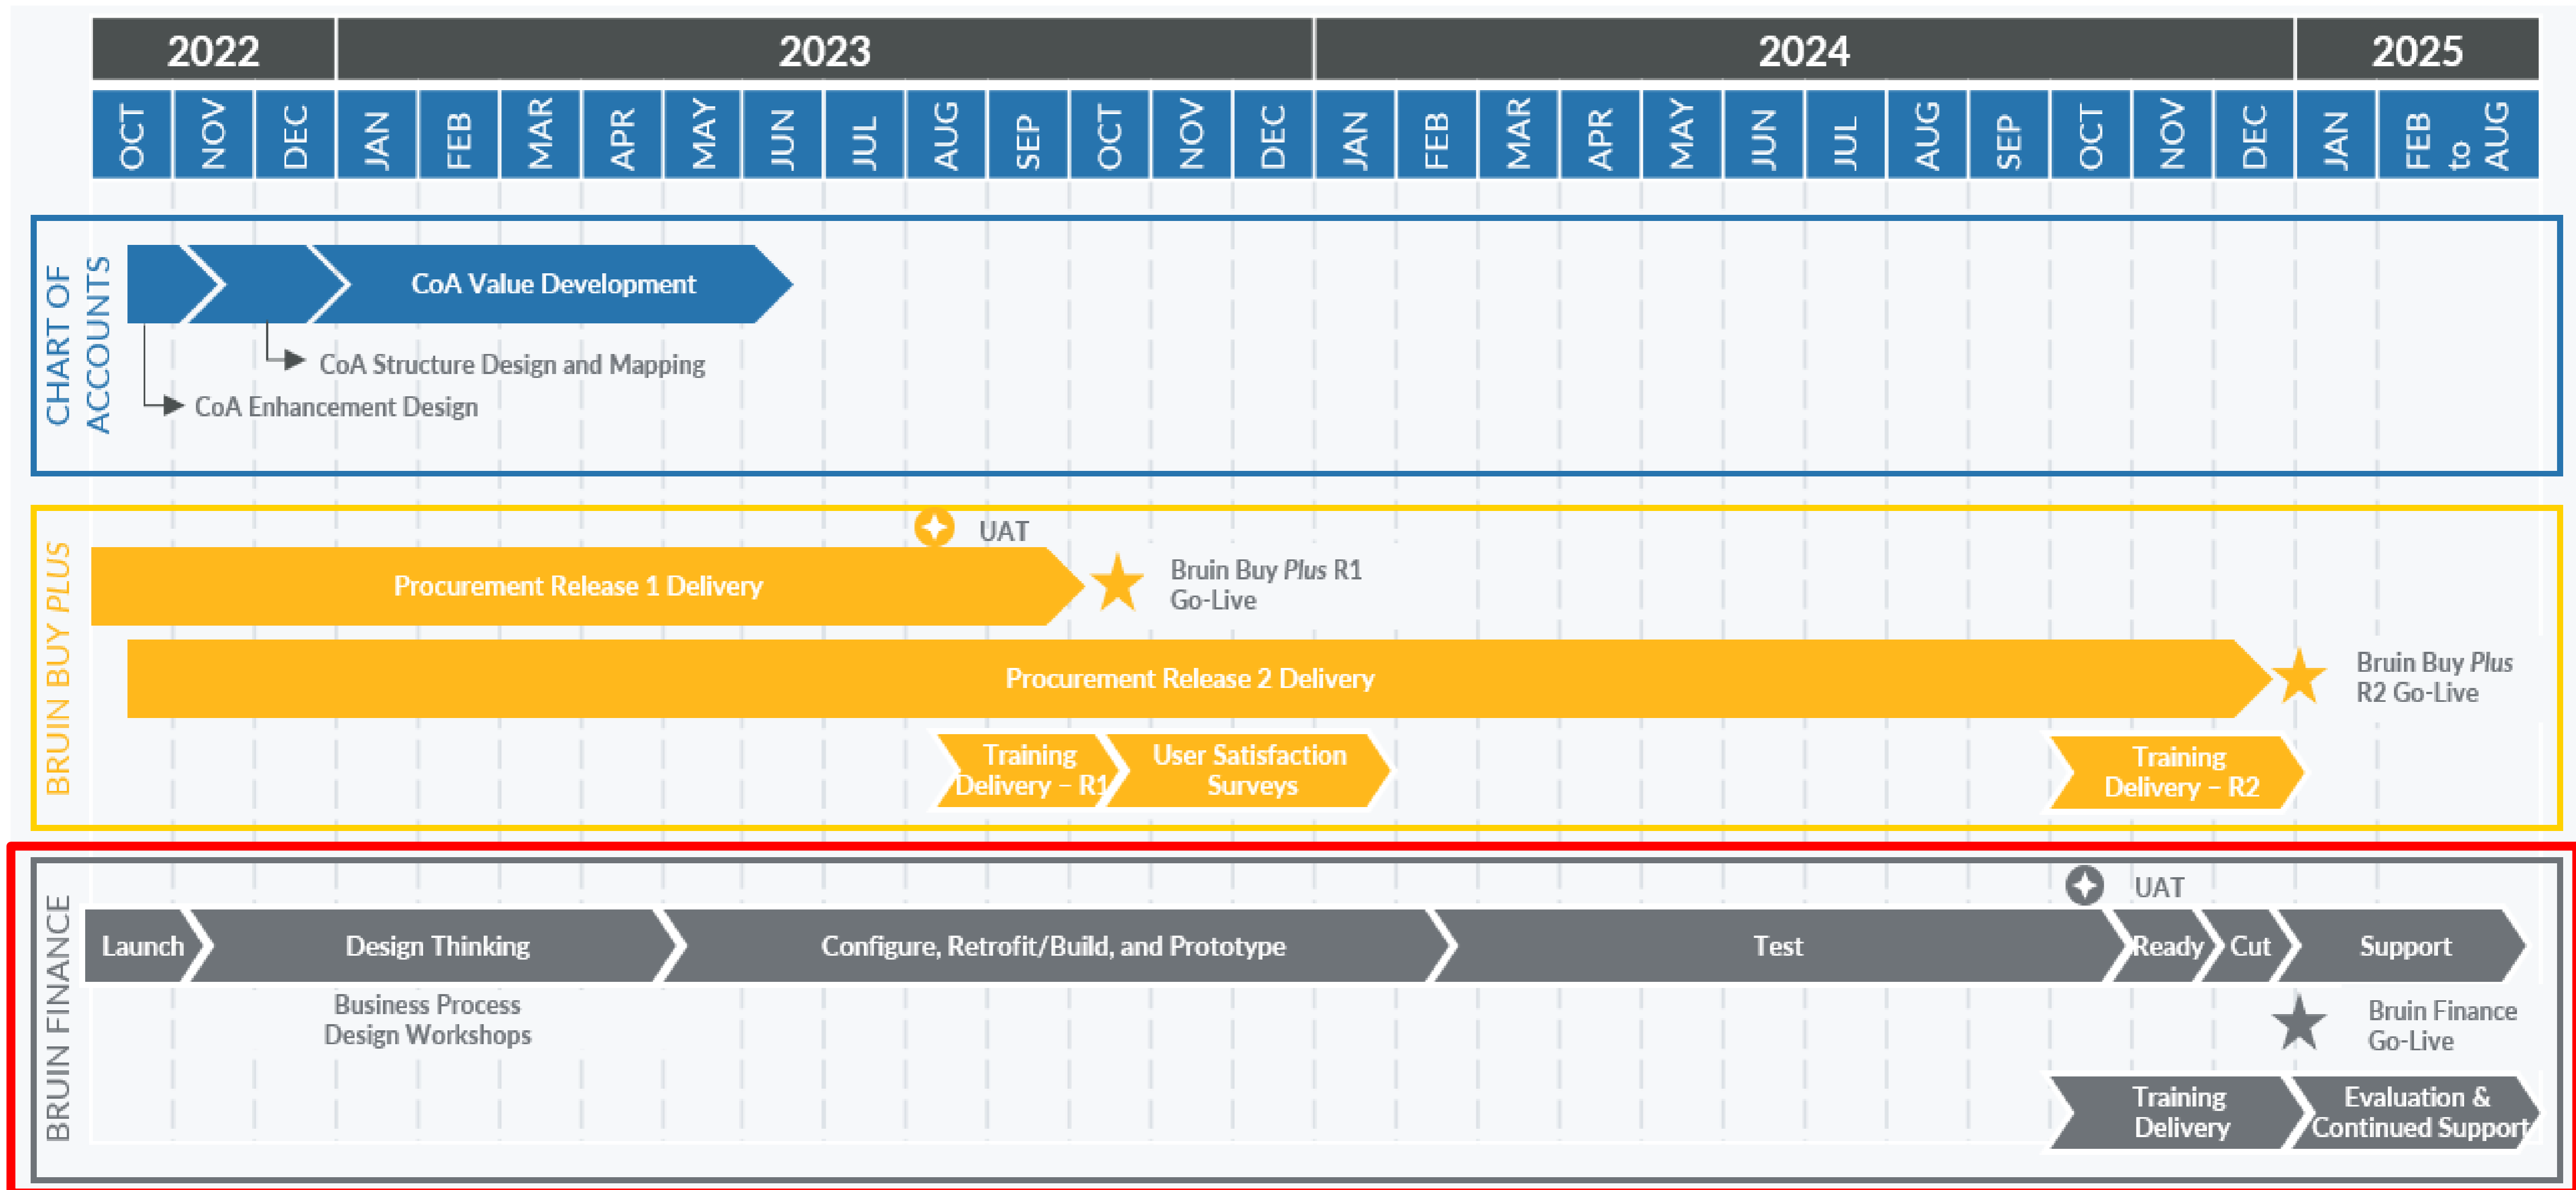 2022 2023 2024 2025
OCT NOV DEC JAN FEB MAR APR MAY JUN JUL AUG SEP OCT NOV DEC JAN FEB MAR APR MAY JUN JUL AUG SEP OCT NOV DEC JAN FEB to AUG
CHART OF
ACCOUNTS
CoA Value Development
CoA Structure Design and Mapping
CoA Enhancement Design
BRUIN BUY PLUS
UAT
Procurement Release 1 Delivery
Bruin Buy Plus R1
Go-Live
Procurement Release 2 Delivery
Bruin Buy Plus
R2 Go-Live
Training
Delivery – R1
User Satisfaction
Surveys
Training
Delivery – R2
BRUIN FINANCE
UAT
Launch Design Thinking Configure, Retrofit/Build, and Prototype Test Ready Cut Support
Business Process
Design Workshops
Bruin Finance
Go-Live
Training
Delivery
Evaluation &
Continued Support